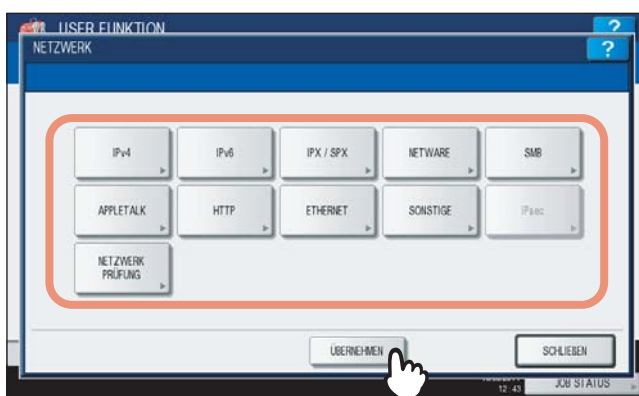 USER FUNKTION
?
NETZWERK
?
IPv4
IPv6
IPX / SPX
NETWARE
SMB
APPLETALK
HTTP
ETHERNET
SONSTIGE
IPsec
NETZWERK
PRÜFUNG
ÜBERNEHMEN
SCHLIEßEN
12:43
JOB STATUS